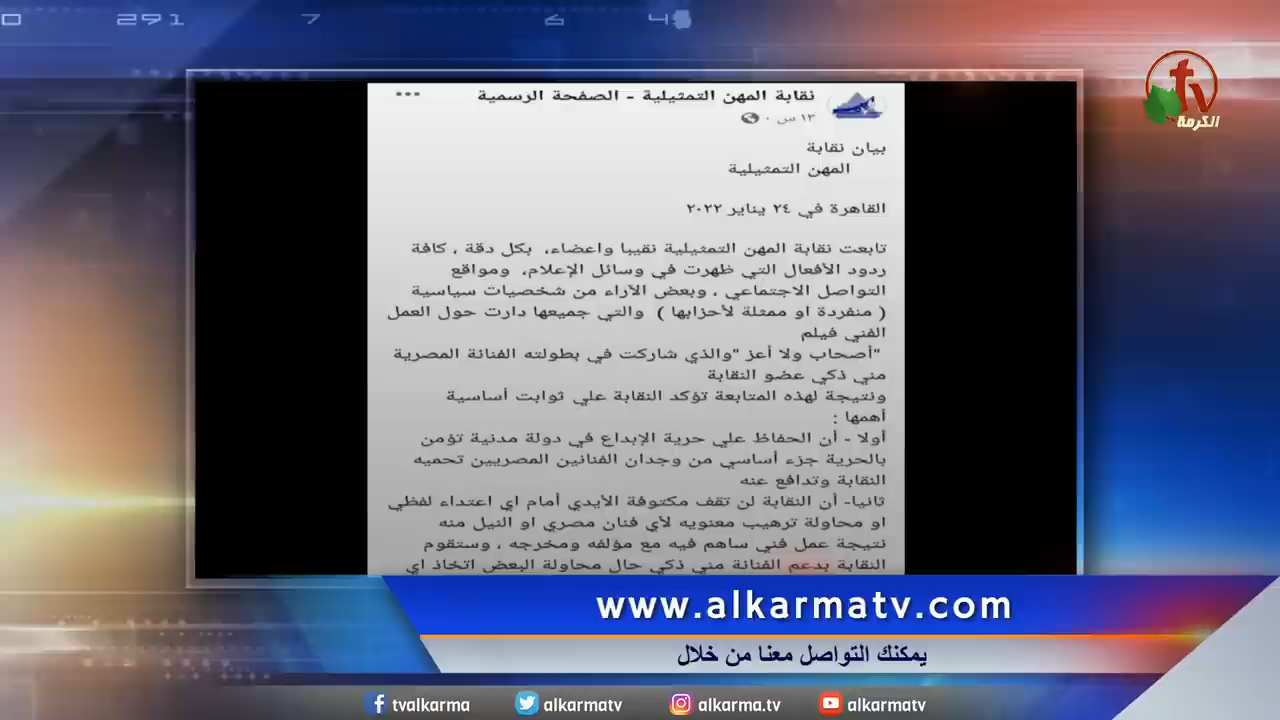 291 7 6
tv
الكرمة
نقابة المهن التمثيلية - الصفحة الرسمية
١٣ س
بيان نقابة
المهن التمثيلية
القاهرة في ٢٤ يناير ٢٠٢٢
تابعت نقابة المهن التمثيلية نقيبا واعضاء، بكل دقة ، كافة
ردود الأفعال التي ظهرت في وسائل الإعلام، ومواقع
التواصل الاجتماعي ، وبعض الآراء من شخصيات سياسية
( منفردة او ممثلة لأحزابها ) والتي جميعها دارت حول العمل
الفني فيلم
"أصحاب ولا أعز "والذي شاركت في بطولته الفنانة المصرية
مني ذكي عضو النقابة
ونتيجة لهذه المتابعة تؤكد النقابة علي ثوابت أساسية
أهمها :
أولا - أن الحفاظ علي حرية الإبداع في دولة مدنية تؤمن
بالحرية جزء أساسي من وجدان الفنانين المصريين تحميه
النقابة وتدافع عنه
ثانيا- أن النقابة لن تقف مكتوفة الأيدي أمام اي اعتداء لفظي
او محاولة ترهيب معنويه لأي فنان مصري او النيل منه
نتيجة عمل فني ساهم فيه مع مؤلفه ومخرجه ، وستقوم
النقابة بدعم الفنانة مني ذكي حال محاولة البعض اتخاذ اي
www.alkarmatv.com
يمكنك التواصل معنا من خلال
tvalkarma alkarmatv alkarma.tv alkarmatv